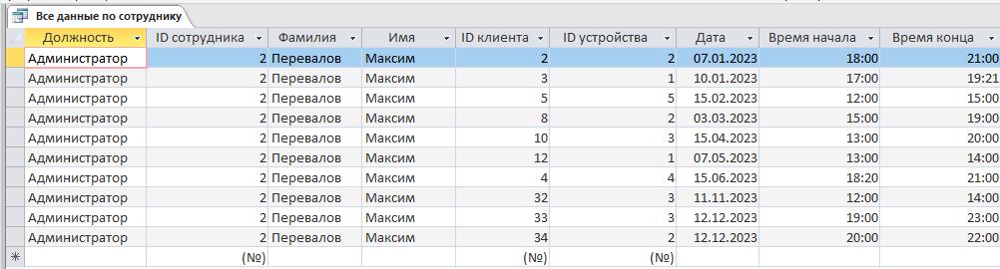 Все данные по сотруднику
Должность ID сотрудника Фамилия Имя ID клиента ID устройства Дата Время начала Время конца
Администратор 2 Перевалов Максим 2 2 07.01.2023 18:00 21:00
Администратор 2 Перевалов Максим 3 1 10.01.2023 17:00 19:21
Администратор 2 Перевалов Максим 5 5 15.02.2023 12:00 15:00
Администратор 2 Перевалов Максим 8 2 03.03.2023 15:00 19:00
Администратор 2 Перевалов Максим 10 3 15.04.2023 13:00 20:00
Администратор 2 Перевалов Максим 12 1 07.05.2023 13:00 14:00
Администратор 2 Перевалов Максим 4 4 15.06.2023 18:20 21:00
Администратор 2 Перевалов Максим 32 3 11.11.2023 12:00 14:00
Администратор 2 Перевалов Максим 33 3 12.12.2023 19:00 23:00
Администратор 2 Перевалов Максим 34 2 12.12.2023 20:00 22:00
(№) (№) (№)